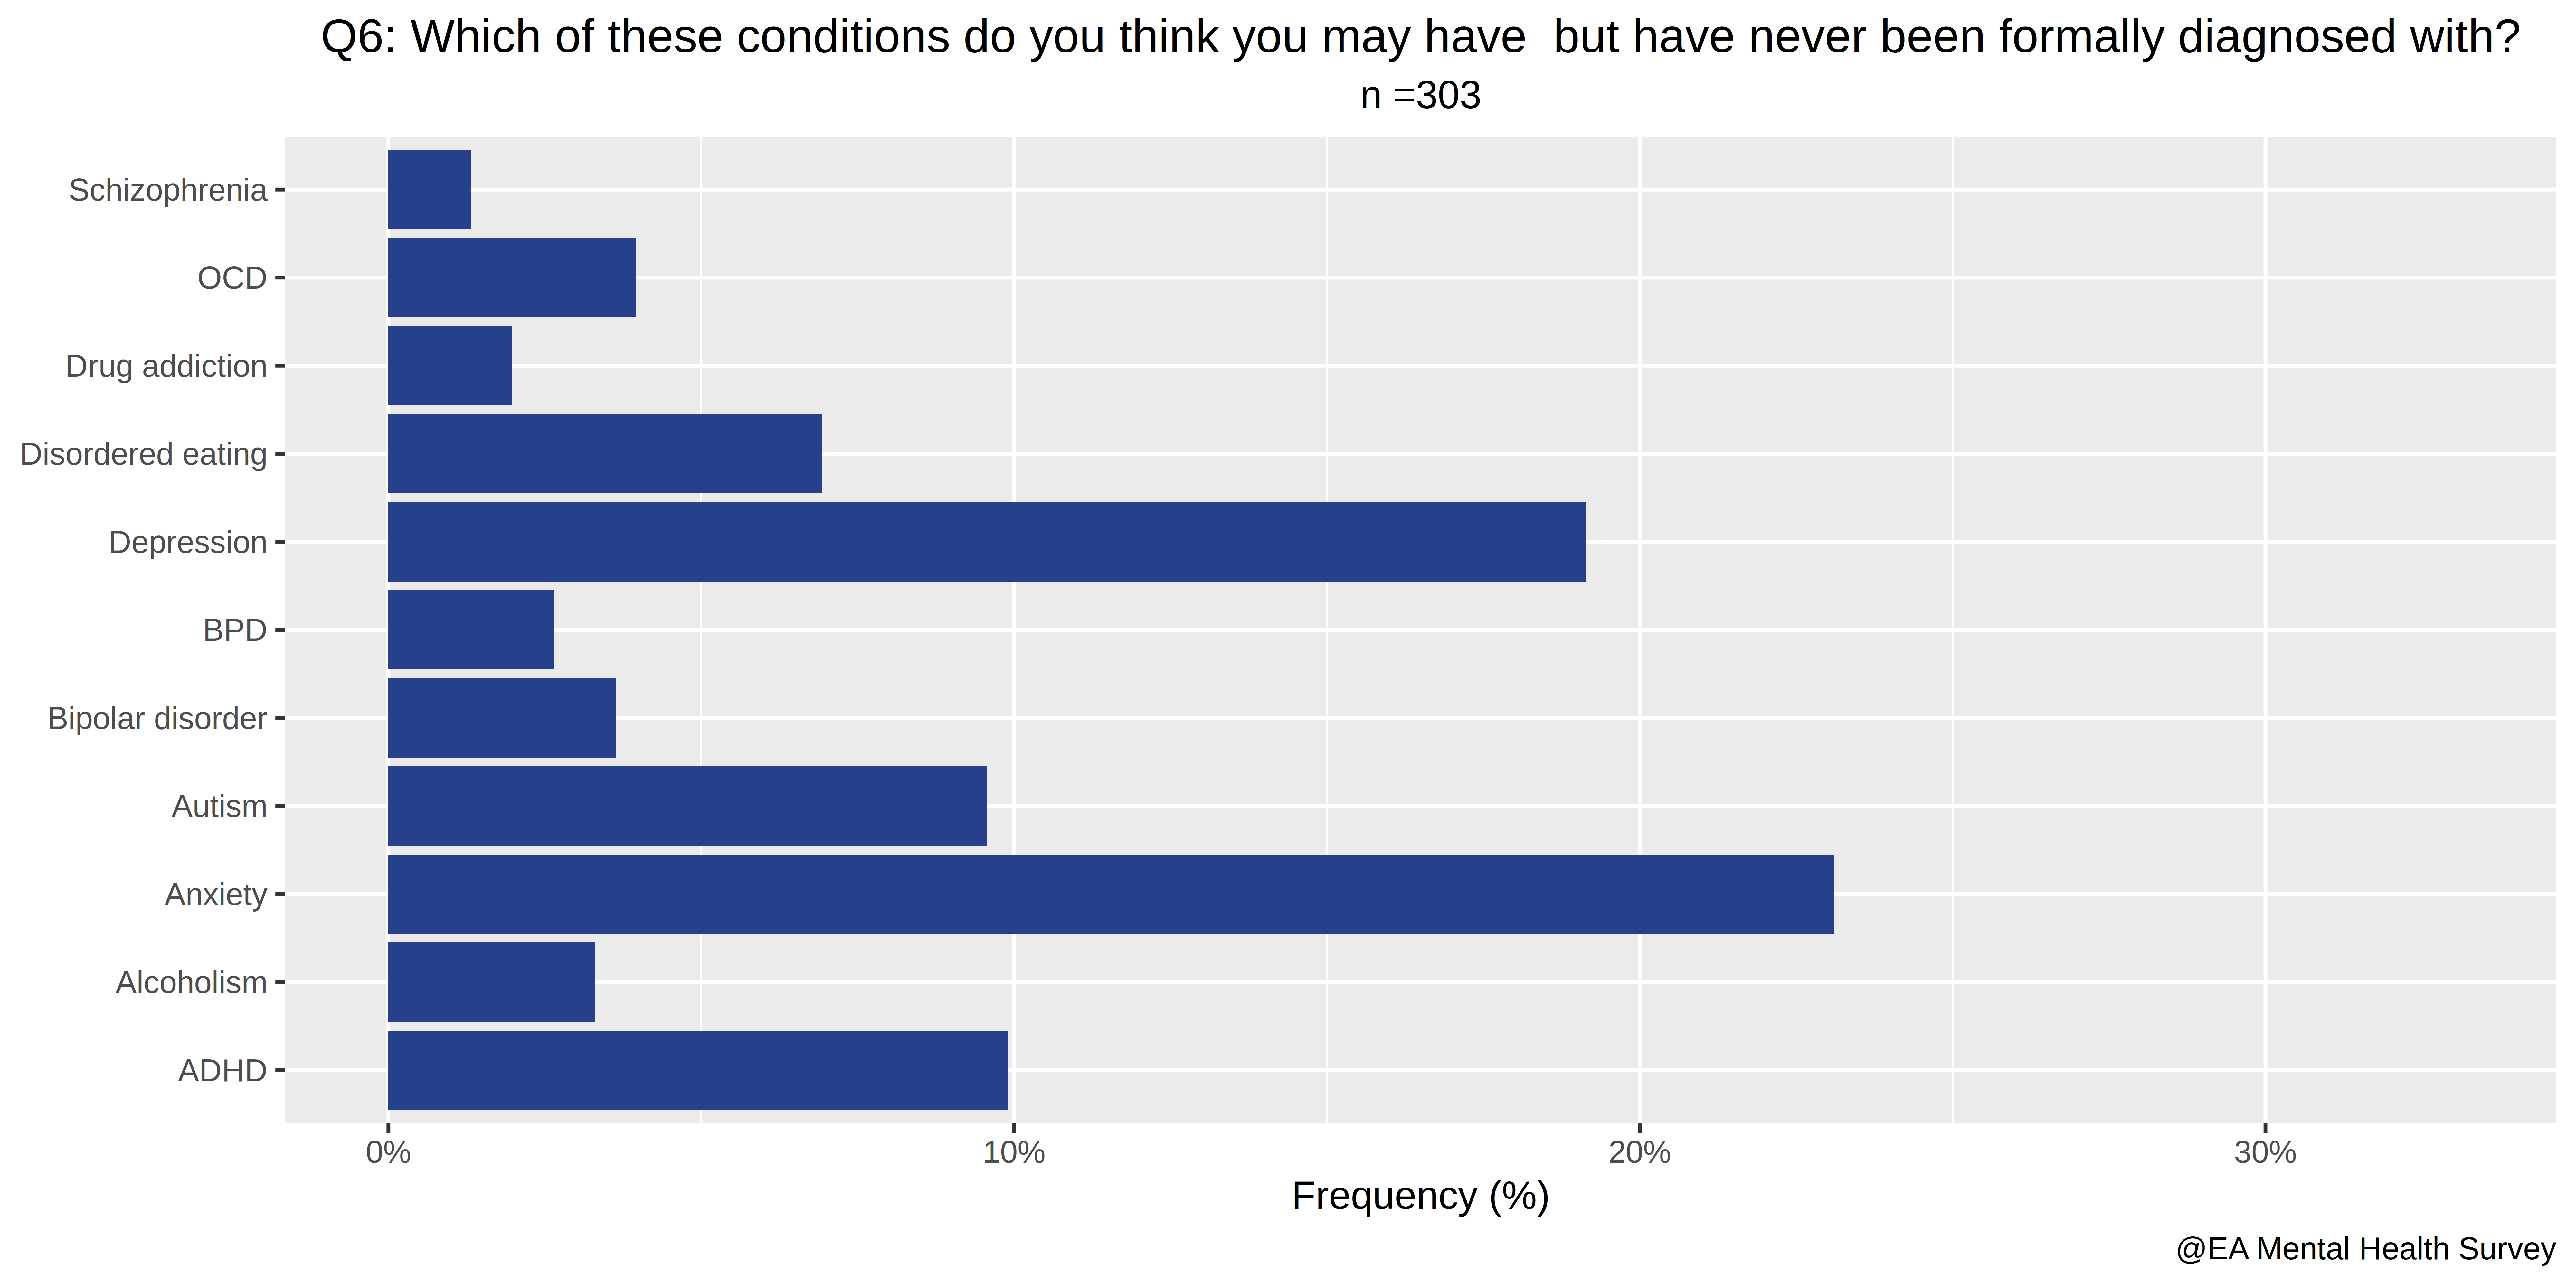 Q6: Which of these conditions do you think you may have  but have never been formally diagnosed with?
n =303
Schizophrenia
OCD
Drug addiction
Disordered eating
Depression
BPD
Bipolar disorder
Autism
Anxiety
Alcoholism
ADHD
0% 10% 20% 30%
Frequency (%)
@EA Mental Health Survey